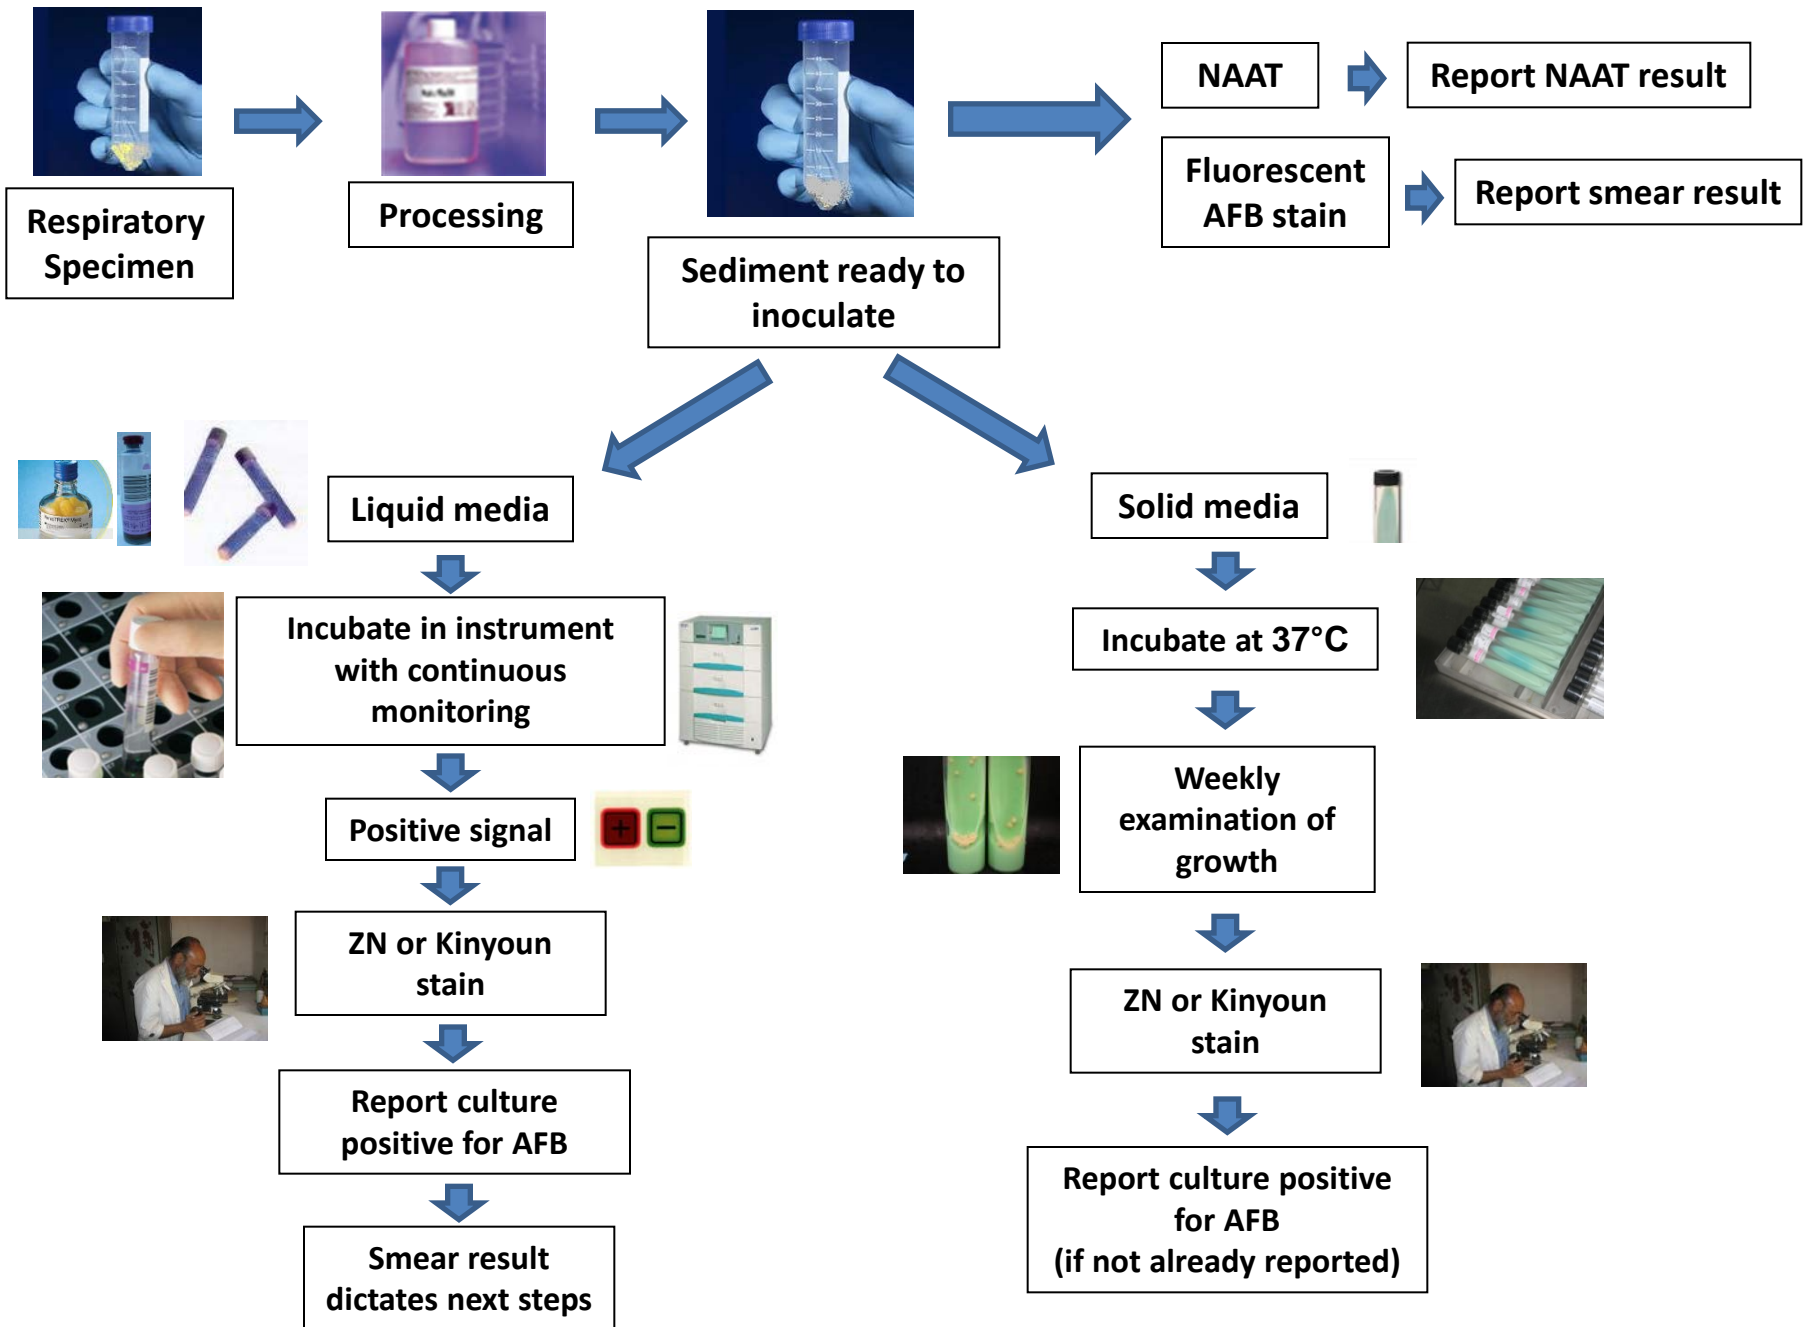 NAAT
Report NAAT result
Respiratory
Specimen
Processing
Fluorescent
AFB stain
Report smear result
Sediment ready to
inoculate
Liquid media
Solid media
Incubate in instrument
with continuous
monitoring
Incubate at 37°C
Positive signal
+ −
Weekly
examination of
growth
ZN or Kinyoun
stain
ZN or Kinyoun
stain
Report culture
positive for AFB
Report culture positive
for AFB
(if not already reported)
Smear result
dictates next steps